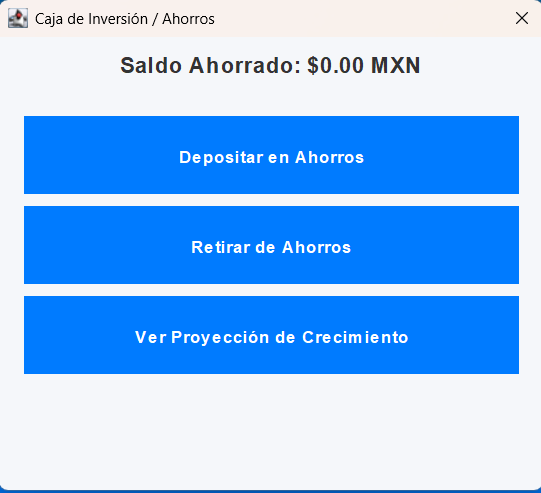 Caja de Inversión / Ahorros
Saldo Ahorrado: $0.00 MXN
Depositar en Ahorros
Retirar de Ahorros
Ver Proyección de Crecimiento